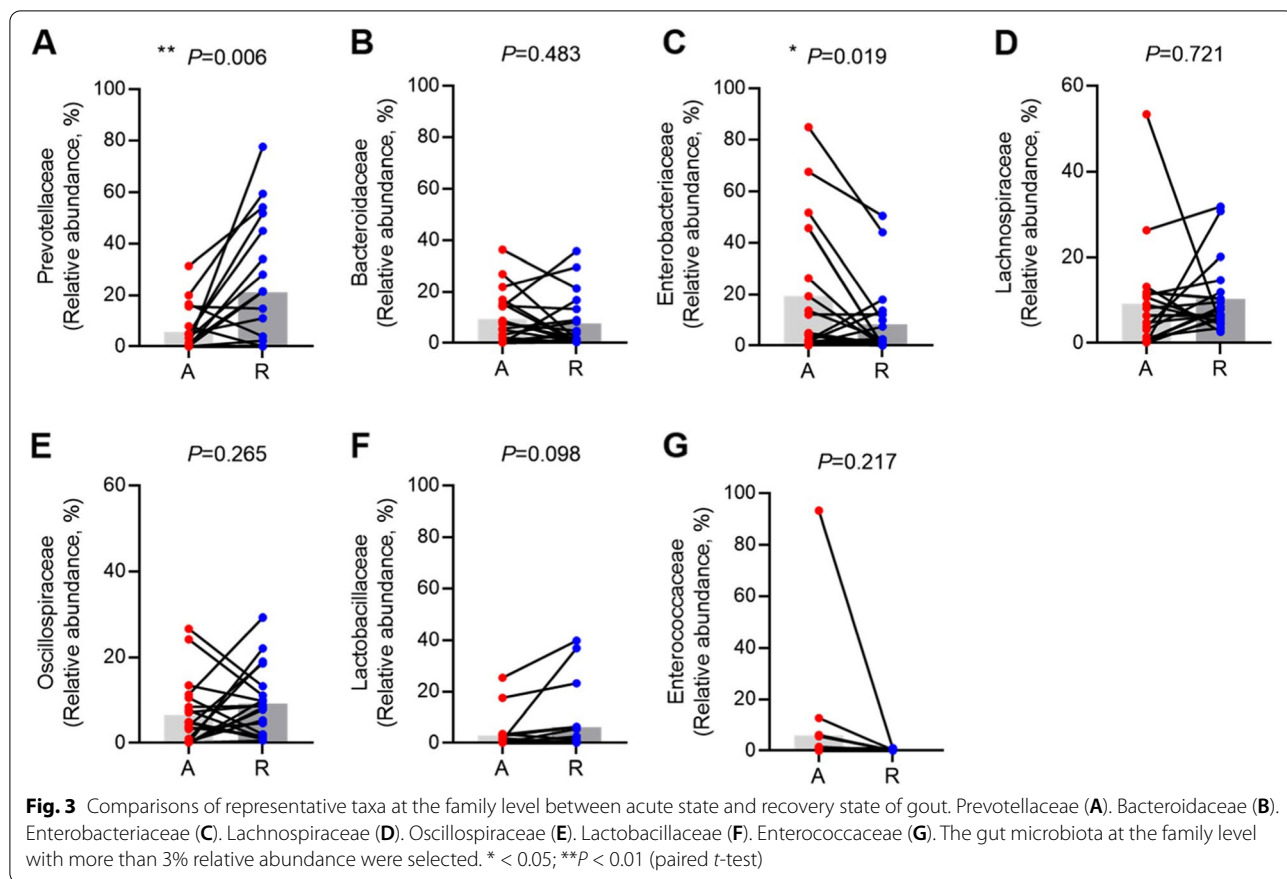 A
** P=0.006
Prevotellaceae
(Relative abundance, %)
100
80
60
40
20
0
A
R
B
P=0.483
Bacteroidaceae
(Relative abundance, %)
100
80
60
40
20
0
A
R
C
* P=0.019
Enterobacteriaceae
(Relative abundance, %)
100
80
60
40
20
0
A
R
D
P=0.721
Lachnospiraceae
(Relative abundance, %)
60
40
20
0
A
R
E
P=0.265
Oscillospiraceae
(Relative abundance, %)
60
40
20
0
A
R
F
P=0.098
Lactobacillaceae
(Relative abundance, %)
100
80
60
40
20
0
A
R
G
P=0.217
Enterococcaceae
(Relative abundance, %)
100
80
60
40
20
0
A
R
Fig. 3 Comparisons of representative taxa at the family level between acute state and recovery state of gout. Prevotellaceae (A). Bacteroidaceae (B).
Enterobacteriaceae (C). Lachnospiraceae (D). Oscillospiraceae (E). Lactobacillaceae (F). Enterococcaceae (G). The gut microbiota at the family level
with more than 3% relative abundance were selected. * < 0.05; **P < 0.01 (paired t-test)